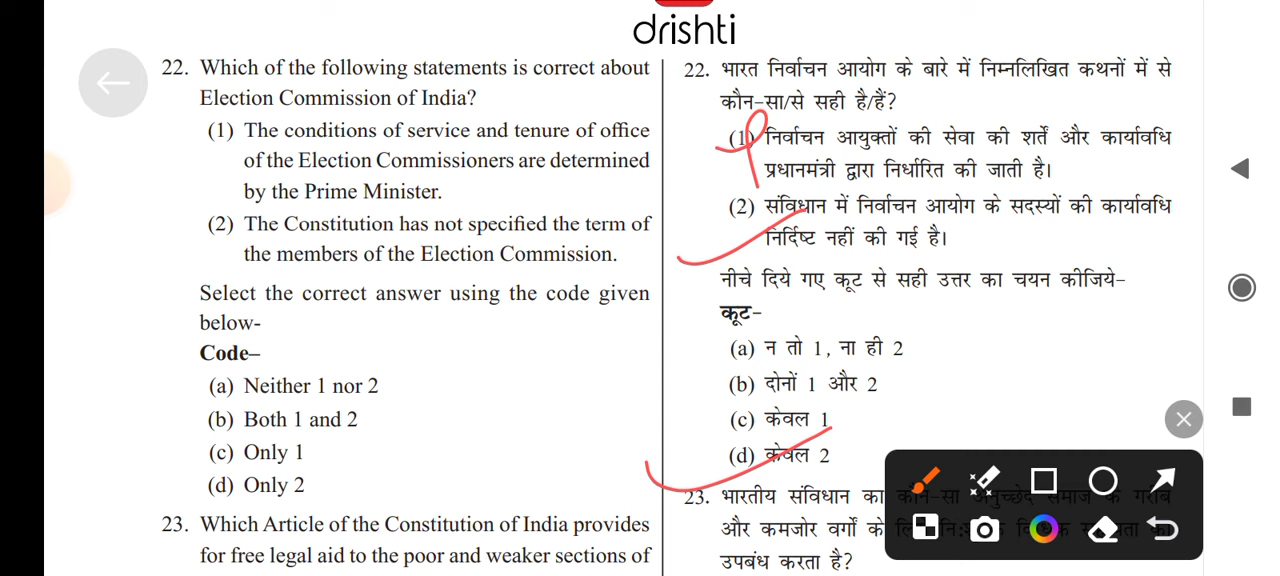 drishti
22. Which of the following statements is correct about
Election Commission of India?
(1) The conditions of service and tenure of office
of the Election Commissioners are determined
by the Prime Minister.
(2) The Constitution has not specified the term of
the members of the Election Commission.
Select the correct answer using the code given
below-
Code–
(a) Neither 1 nor 2
(b) Both 1 and 2
(c) Only 1
(d) Only 2
23. Which Article of the Constitution of India provides
for free legal aid to the poor and weaker sections of
22. भारत निर्वाचन आयोग के बारे में निम्नलिखित कथनों में से
कौन-सा/से सही है/हैं?
(1) निर्वाचन आयुक्तों की सेवा की शर्तें और कार्यावधि
प्रधानमंत्री द्वारा निर्धारित की जाती है।
(2) संविधान में निर्वाचन आयोग के सदस्यों की कार्यावधि
निर्दिष्ट नहीं की गई है।
नीचे दिये गए कूट से सही उत्तर का चयन कीजिये–
कूट–
(a) न तो 1, ना ही 2
(b) दोनों 1 और 2
(c) केवल 1
(d) केवल 2
23. भारतीय संविधान का कौन-सा अनुच्छेद समाज के गरीब
और कमजोर वर्गों के
उपबंध करता है?